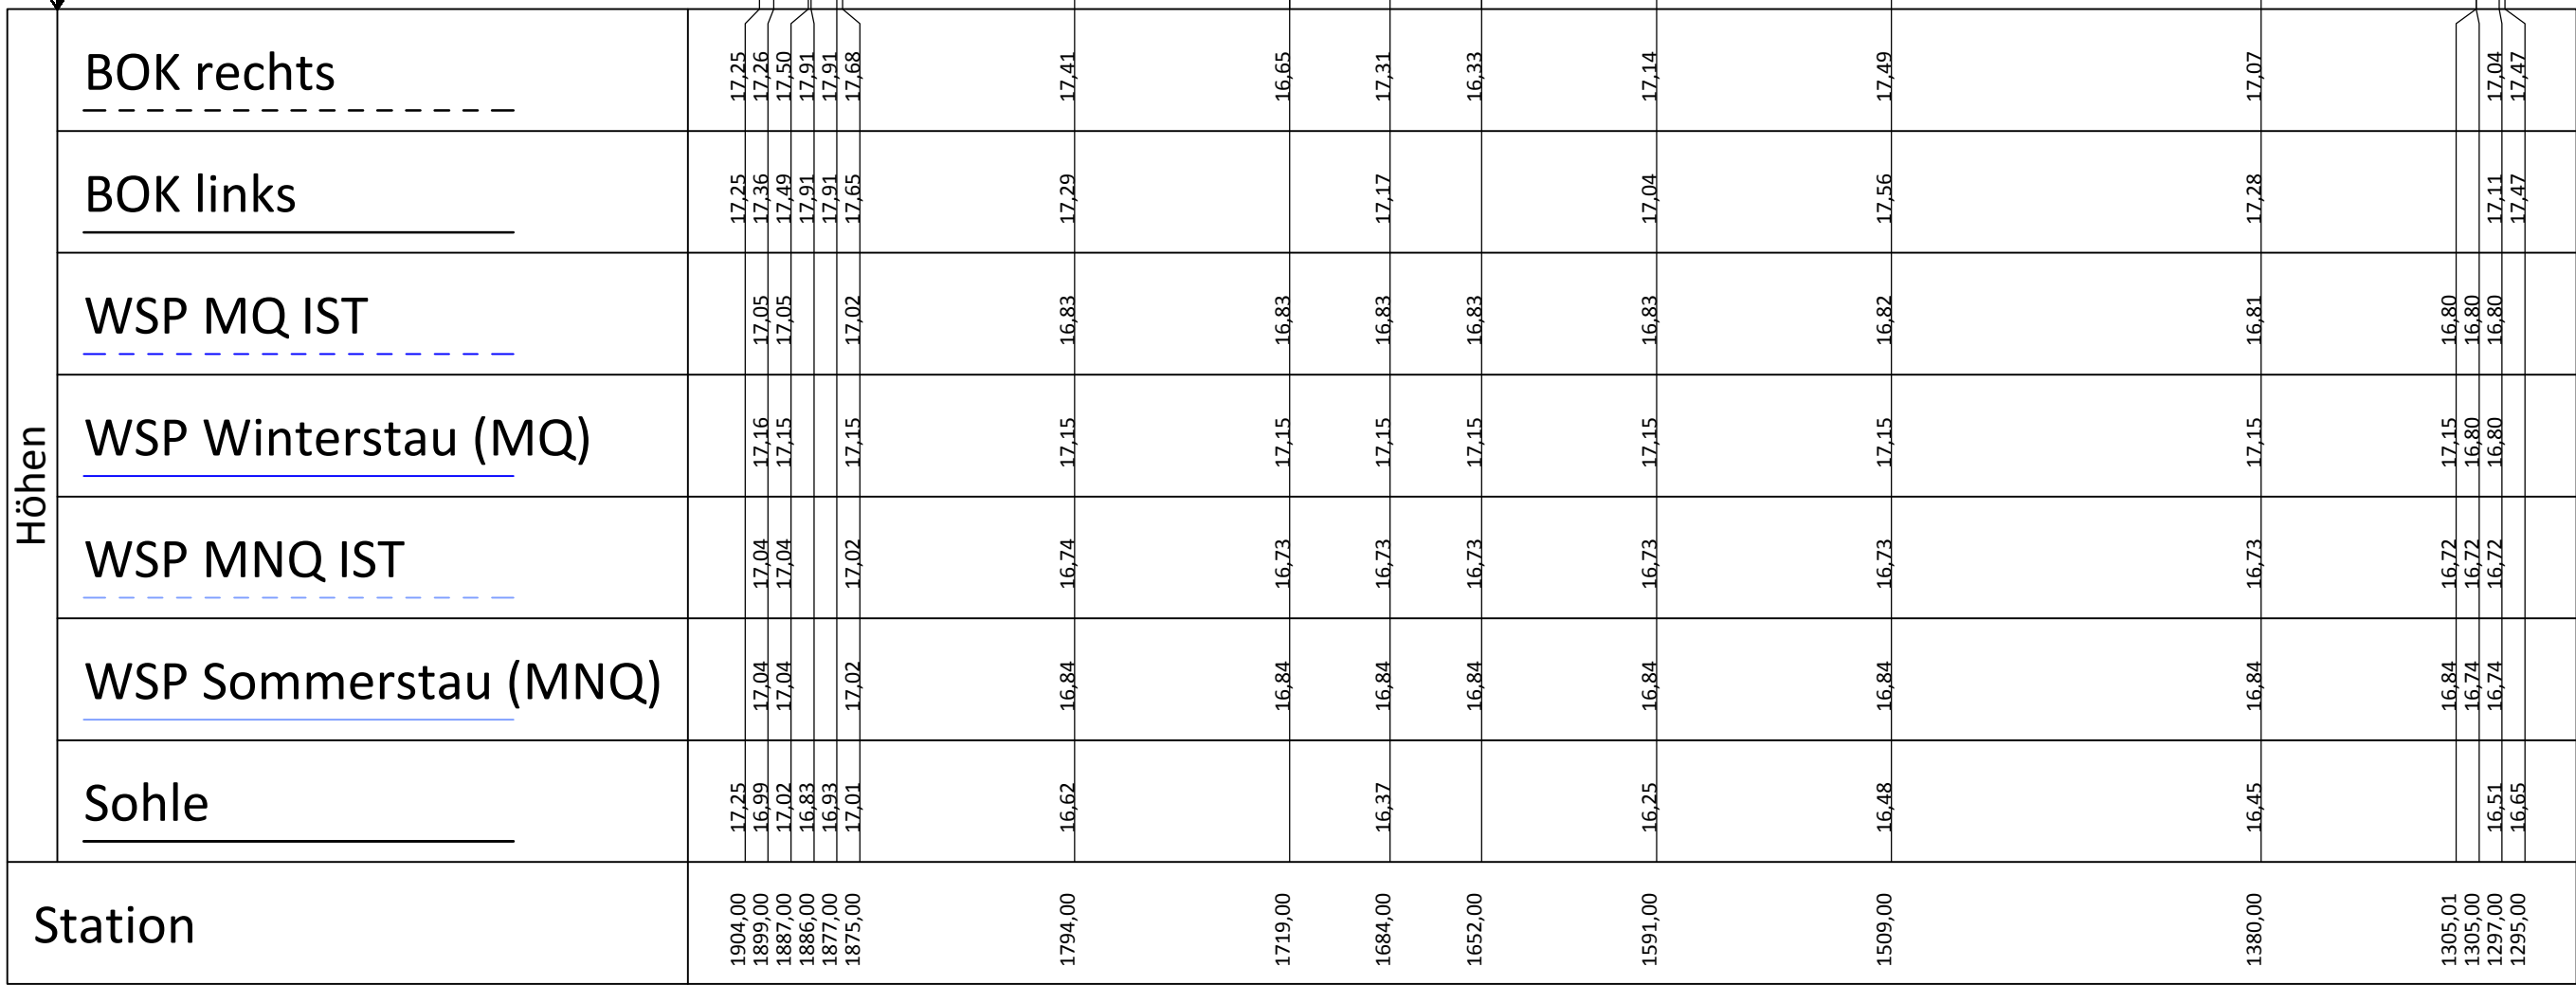 Höhen
BOK rechts 17,25 17,26 17,50 17,91 17,91 17,68 17,41 16,65 17,31 16,33 17,14 17,49 17,07 17,04 17,47
BOK links 17,25 17,36 17,49 17,91 17,91 17,65 17,29 17,17 17,04 17,56 17,28 17,11 17,47
WSP MQ IST 17,05 17,05 17,02 16,83 16,83 16,83 16,83 16,83 16,82 16,81 16,80 16,80 16,80
WSP Winterstau (MQ) 17,16 17,15 17,15 17,15 17,15 17,15 17,15 17,15 17,15 17,15 17,15 16,80 16,80
WSP MNQ IST 17,04 17,04 17,02 16,74 16,73 16,73 16,73 16,73 16,73 16,73 16,72 16,72 16,72
WSP Sommerstau (MNQ) 17,04 17,04 17,02 16,84 16,84 16,84 16,84 16,84 16,84 16,84 16,84 16,74 16,74
Sohle 17,25 16,99 17,02 16,83 16,93 17,01 16,62 16,37 16,25 16,48 16,45 16,51 16,65
Station 1904,00 1899,00 1887,00 1886,00 1877,00 1875,00 1794,00 1719,00 1684,00 1652,00 1591,00 1509,00 1380,00 1305,01 1305,00 1297,00 1295,00